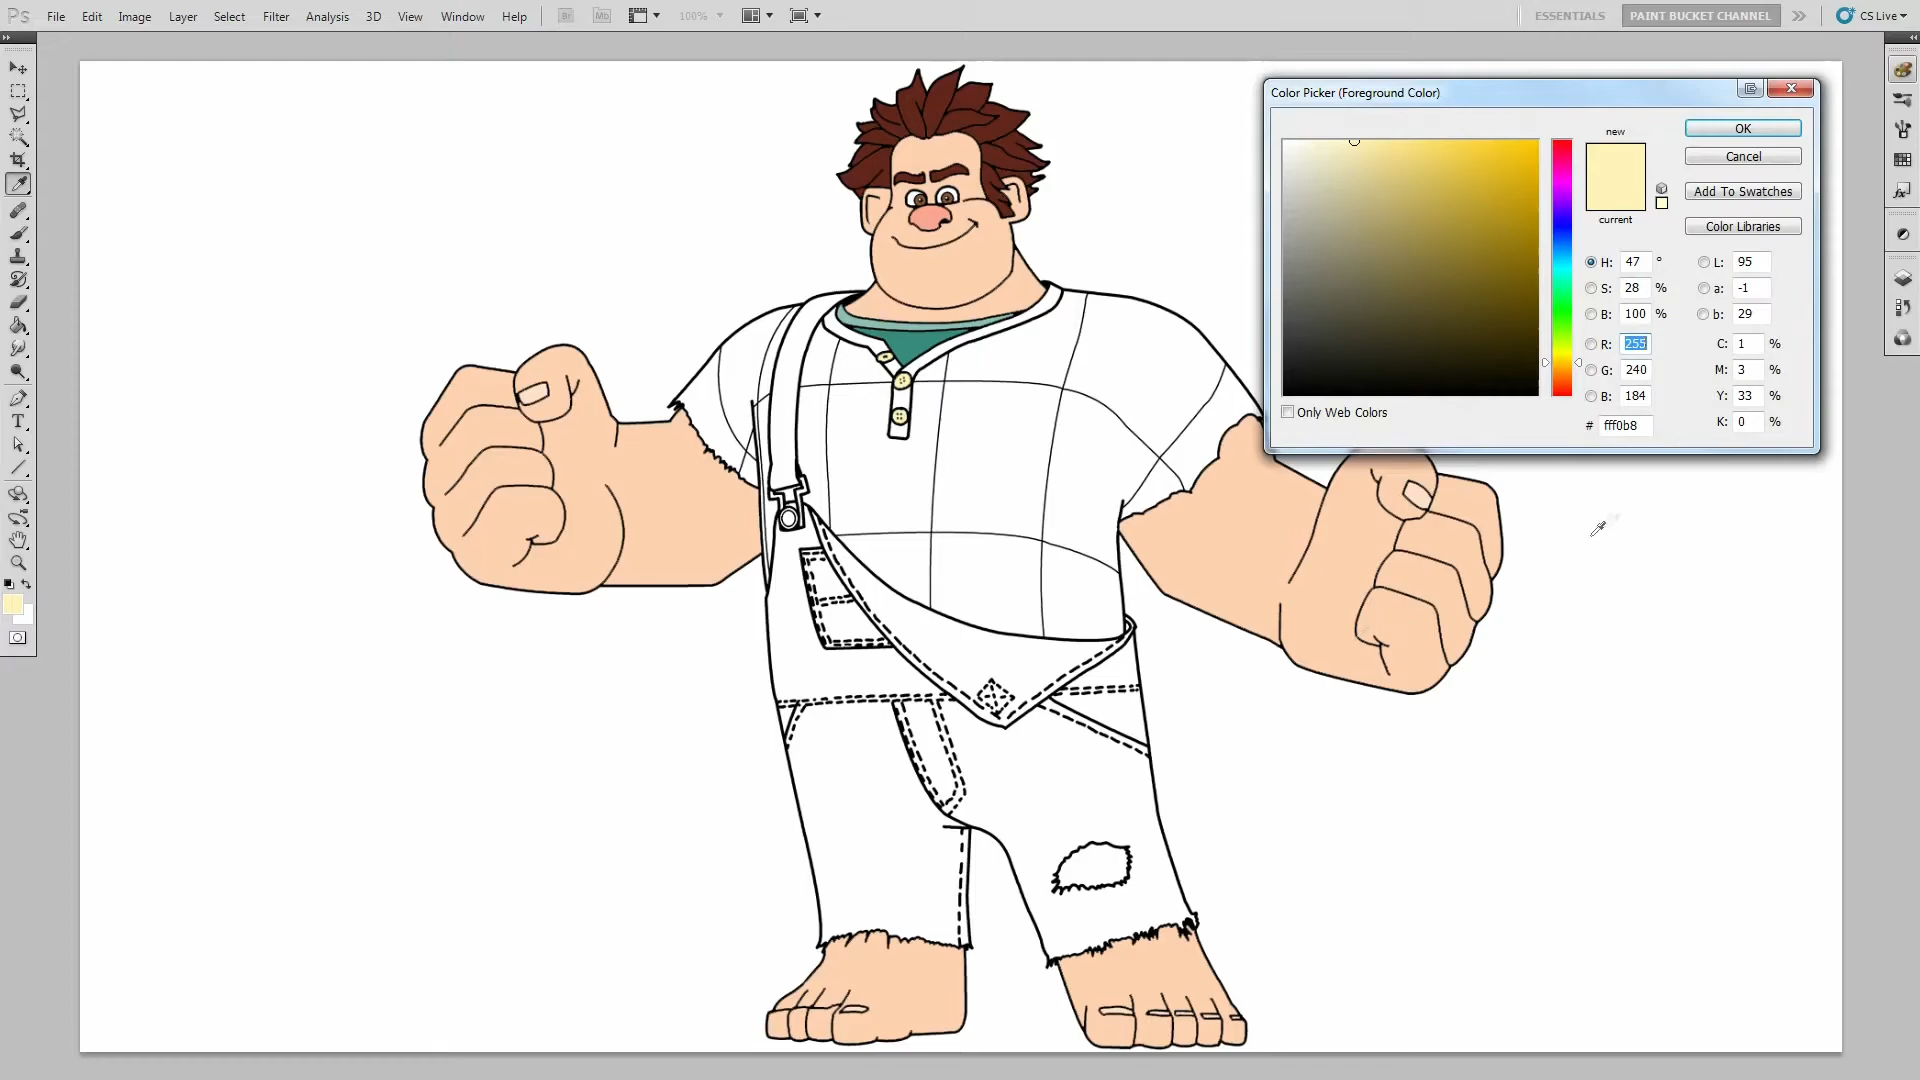 Ps File Edit Image Layer Select Filter Analysis 3D View Window Help Br Mb 100% ESSENTIALS PAINT BUCKET CHANNEL CS Live
Color Picker (Foreground Color)
new
OK
Cancel
Add To Swatches
current
Color Libraries
H: 47 ° L: 95
S: 28 % a: -1
B: 100 % b: 29
R: 255 C: 1 %
G: 240 M: 3 %
B: 184 Y: 33 %
# fff0b8 K: 0 %
Only Web Colors
T